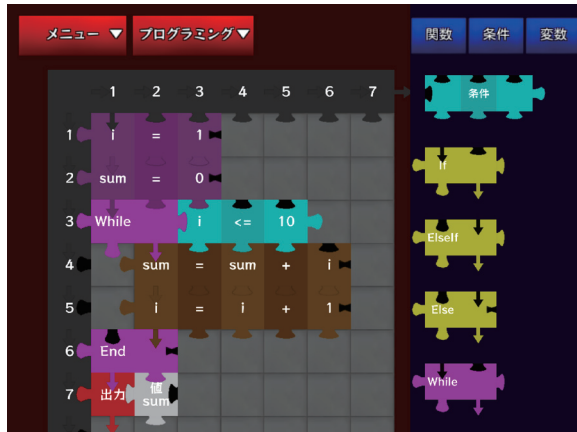 メニュー ▼ プログラミング▼ 関数 条件 変数
1 2 3 4 5 6 7
条件
1 i = 1
2 sum = 0
If
3 While i <= 10
ElseIf
4 sum = sum + i
5 i = i + 1
Else
6 End
While
7 出力 値
sum